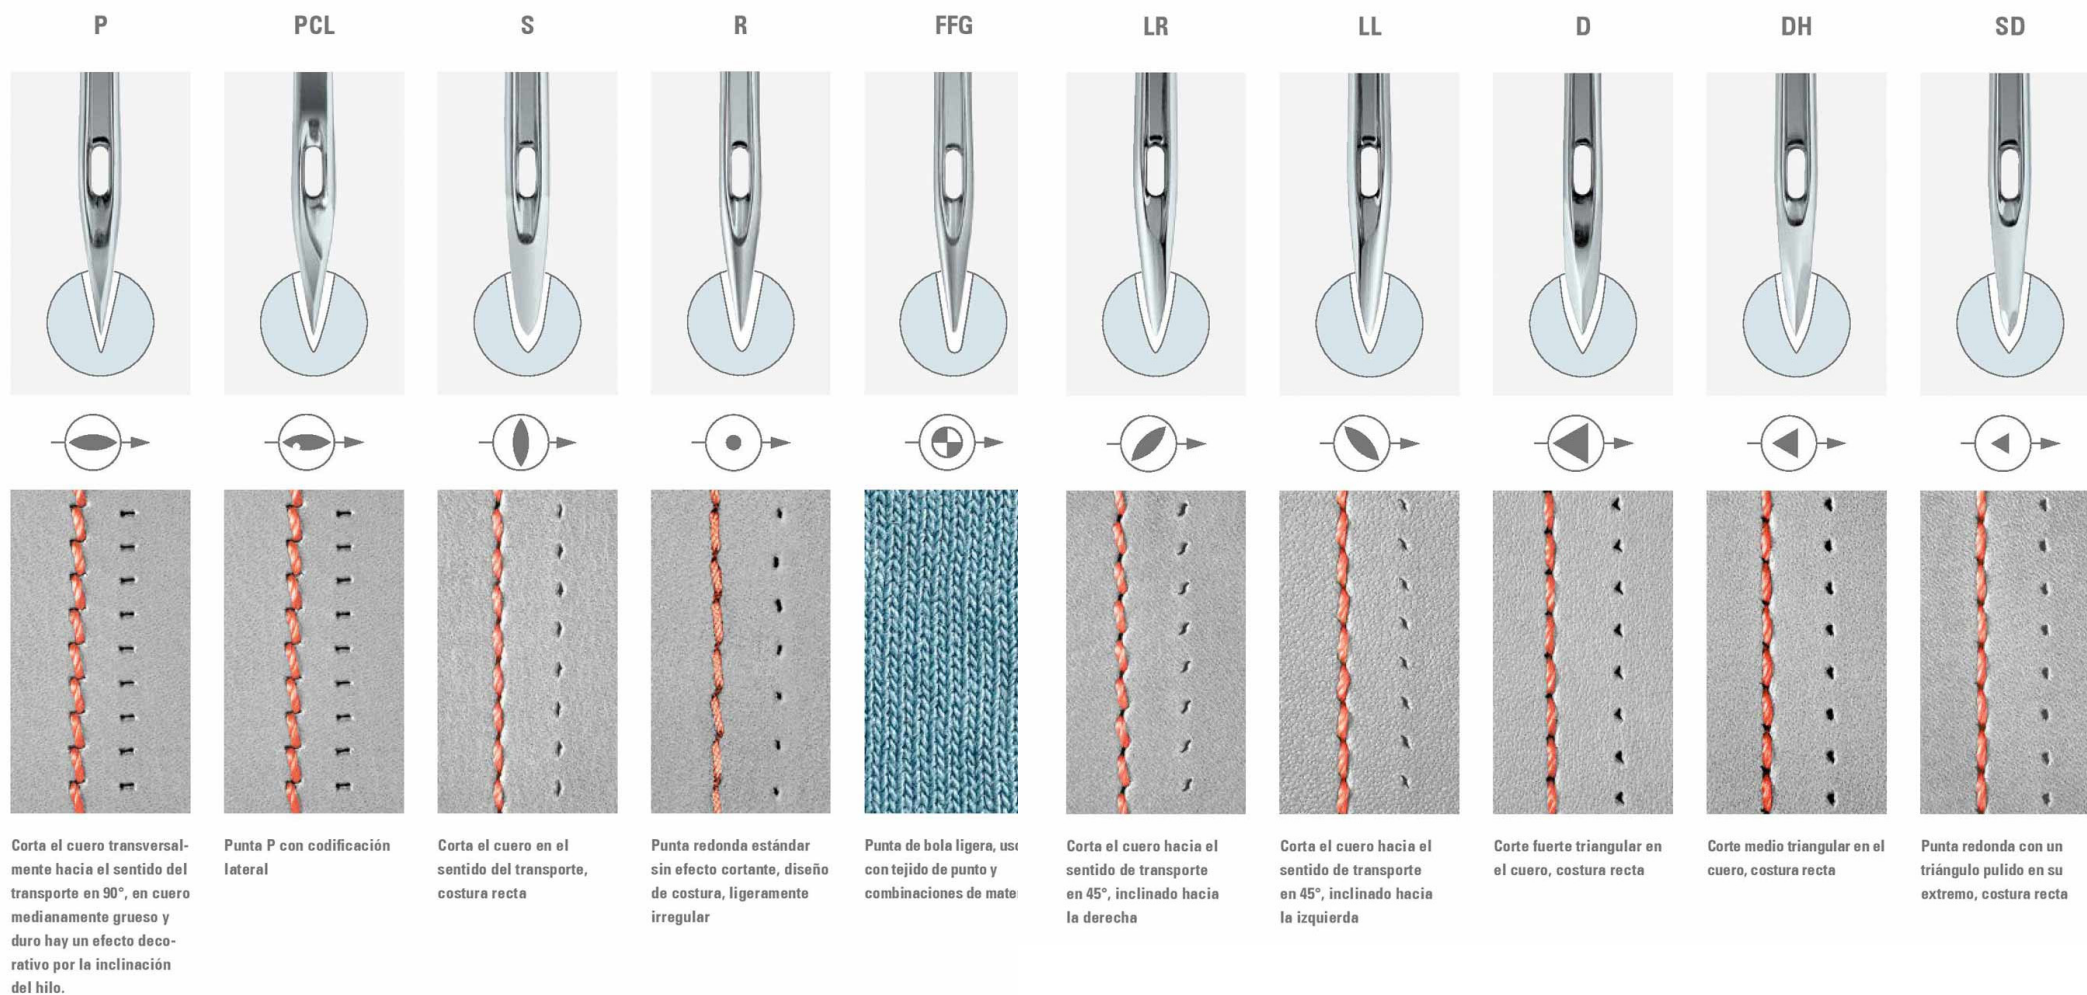 P
PCL
S
R
FFG
LR
LL
D
DH
SD
Corta el cuero transversal-
mente hacia el sentido del
transporte en 90°, en cuero
medianamente grueso y
duro hay un efecto deco-
rativo por la inclinación
del hilo.
Punta P con codificación
lateral
Corta el cuero en el
sentido del transporte,
costura recta
Punta redonda estándar
sin efecto cortante, diseño
de costura, ligeramente
irregular
Punta de bola ligera,
con tejido de punto y
combinaciones de
Corta el cuero hacia el
sentido de transporte
en 45°, inclinado hacia
la derecha
Corta el cuero hacia el
sentido de transporte
en 45°, inclinado hacia
la izquierda
Corte fuerte triangular en
el cuero, costura recta
Corte medio triangular en el
cuero, costura recta
Punta redonda con un
triángulo pulido en su
extremo, costura recta